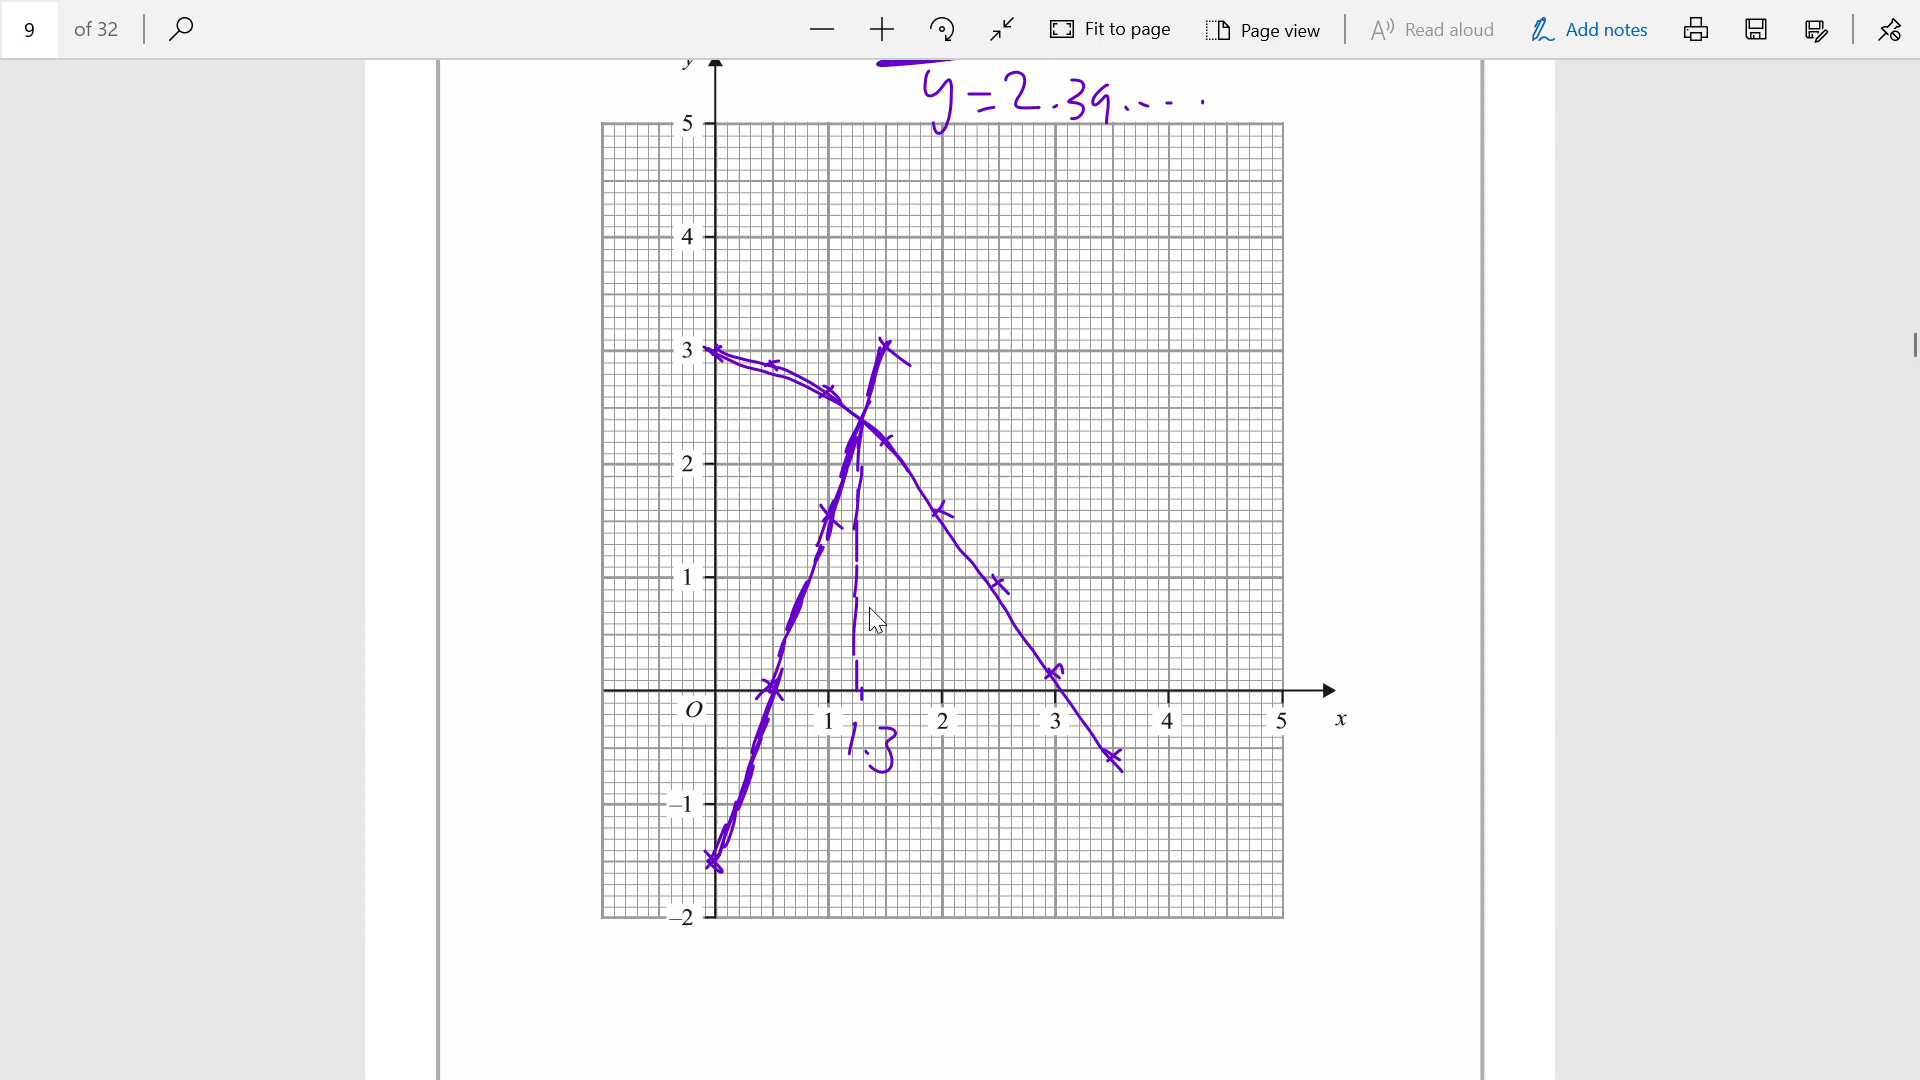 9 of 32 Fit to page Page view Read aloud Add notes
y
y=2.39.....
5
4
3
2
1
O 1 2 3 4 5 x
1.3
–1
–2